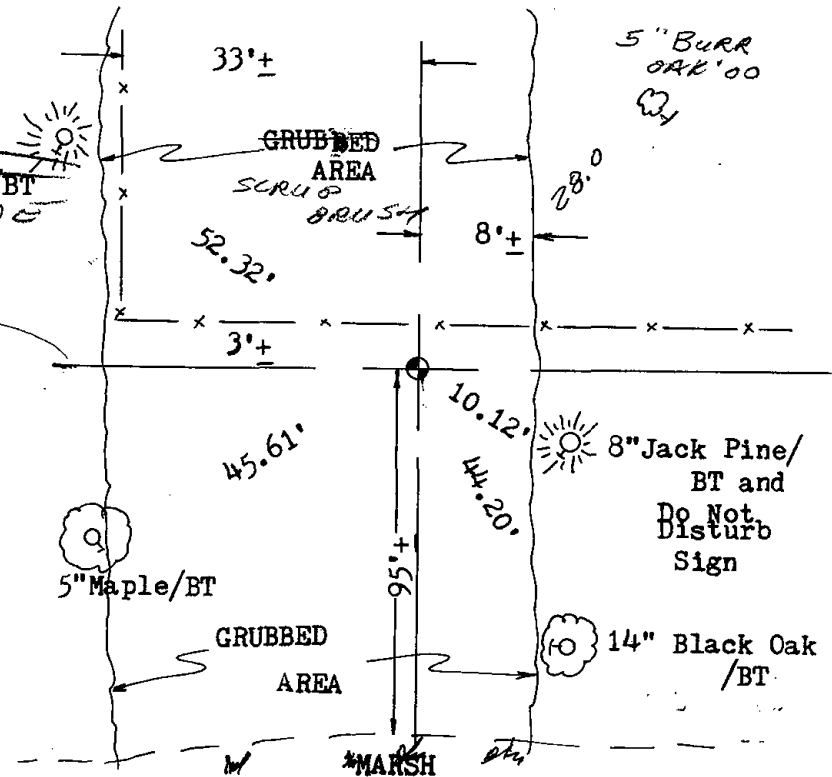 5" BURR
OAK '00
33'±
GRUBBED
AREA
SCRUB
BRUSH
BT
28.0
8'±
52.32'
3'±
10.12'
45.61'
44.20'
8"Jack Pine/
BT and
Do Not
Disturb
Sign
95'±
5"Maple/BT
GRUBBED
AREA
14" Black Oak
/BT
*MARSH